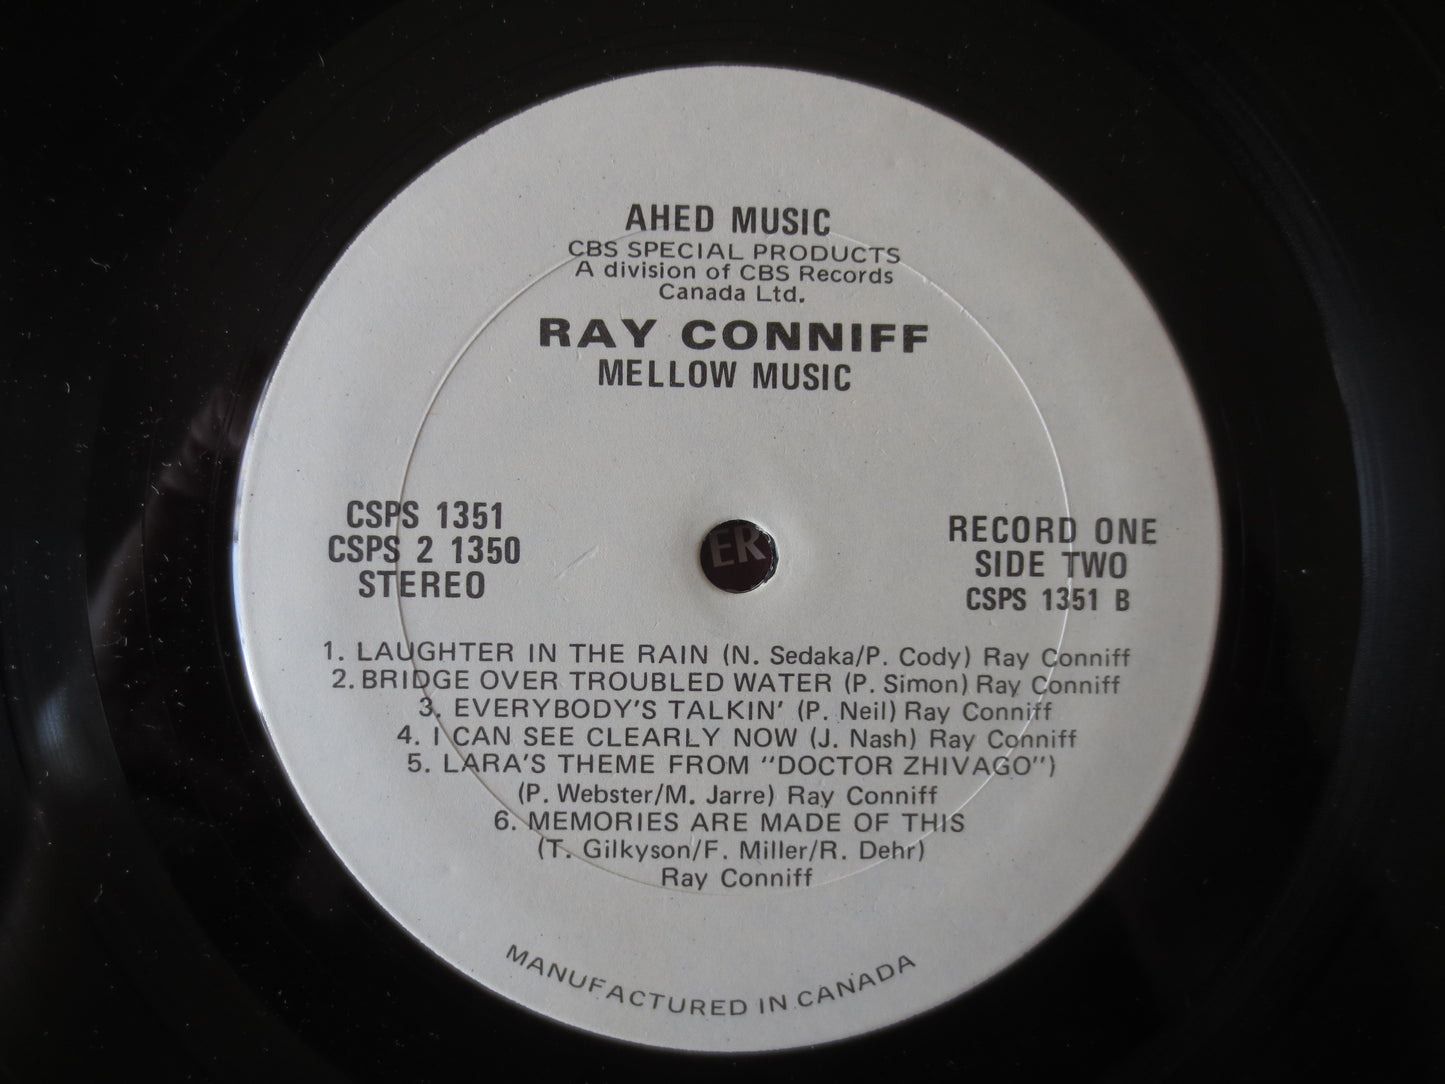 AHED MUSIC
CBS SPECIAL PRODUCTS
A division of CBS Records
Canada Ltd.
RAY CONNIFF
MELLOW MUSIC
CSPS 1351
CSPS 2 1350
STEREO
ER
RECORD ONE
SIDE TWO
CSPS 1351 B
1. LAUGHTER IN THE RAIN (N. Sedaka/P. Cody) Ray Conniff
2. BRIDGE OVER TROUBLED WATER (P. Simon) Ray Conniff
3. EVERYBODY'S TALKIN' (P. Neil) Ray Conniff
4. I CAN SEE CLEARLY NOW (J. Nash) Ray Conniff
5. LARA'S THEME FROM "DOCTOR ZHIVAGO")
(P. Webster/M. Jarre) Ray Conniff
6. MEMORIES ARE MADE OF THIS
(T. Gilkyson/F. Miller/R. Dehr)
Ray Conniff
MANUFACTURED IN CANADA